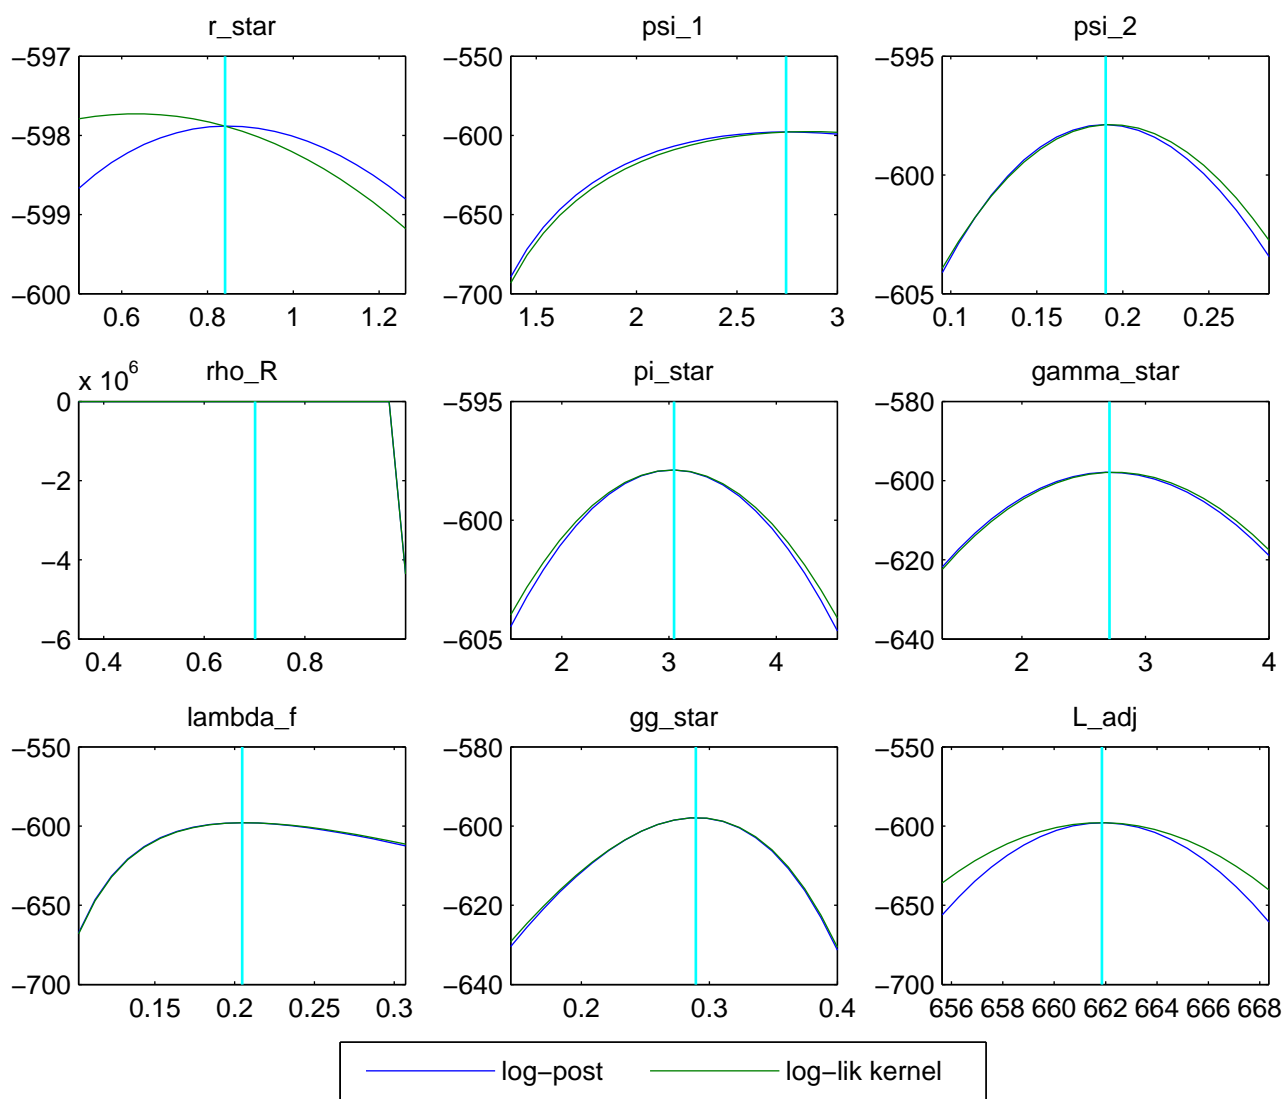 r_star
psi_1
psi_2
−597
−598
−599
−600
0.6 0.8 1 1.2
−550
−600
−650
−700
1.5 2 2.5 3
−595
−600
−605
0.1 0.15 0.2 0.25
x 10^6
rho_R
pi_star
gamma_star
0
−2
−4
−6
0.4 0.6 0.8
−595
−600
−605
2 3 4
−580
−600
−620
−640
2 3 4
lambda_f
gg_star
L_adj
−550
−600
−650
−700
0.15 0.2 0.25 0.3
−580
−600
−620
−640
0.2 0.3 0.4
−550
−600
−650
−700
656 658 660 662 664 666 668
log−post
log−lik kernel